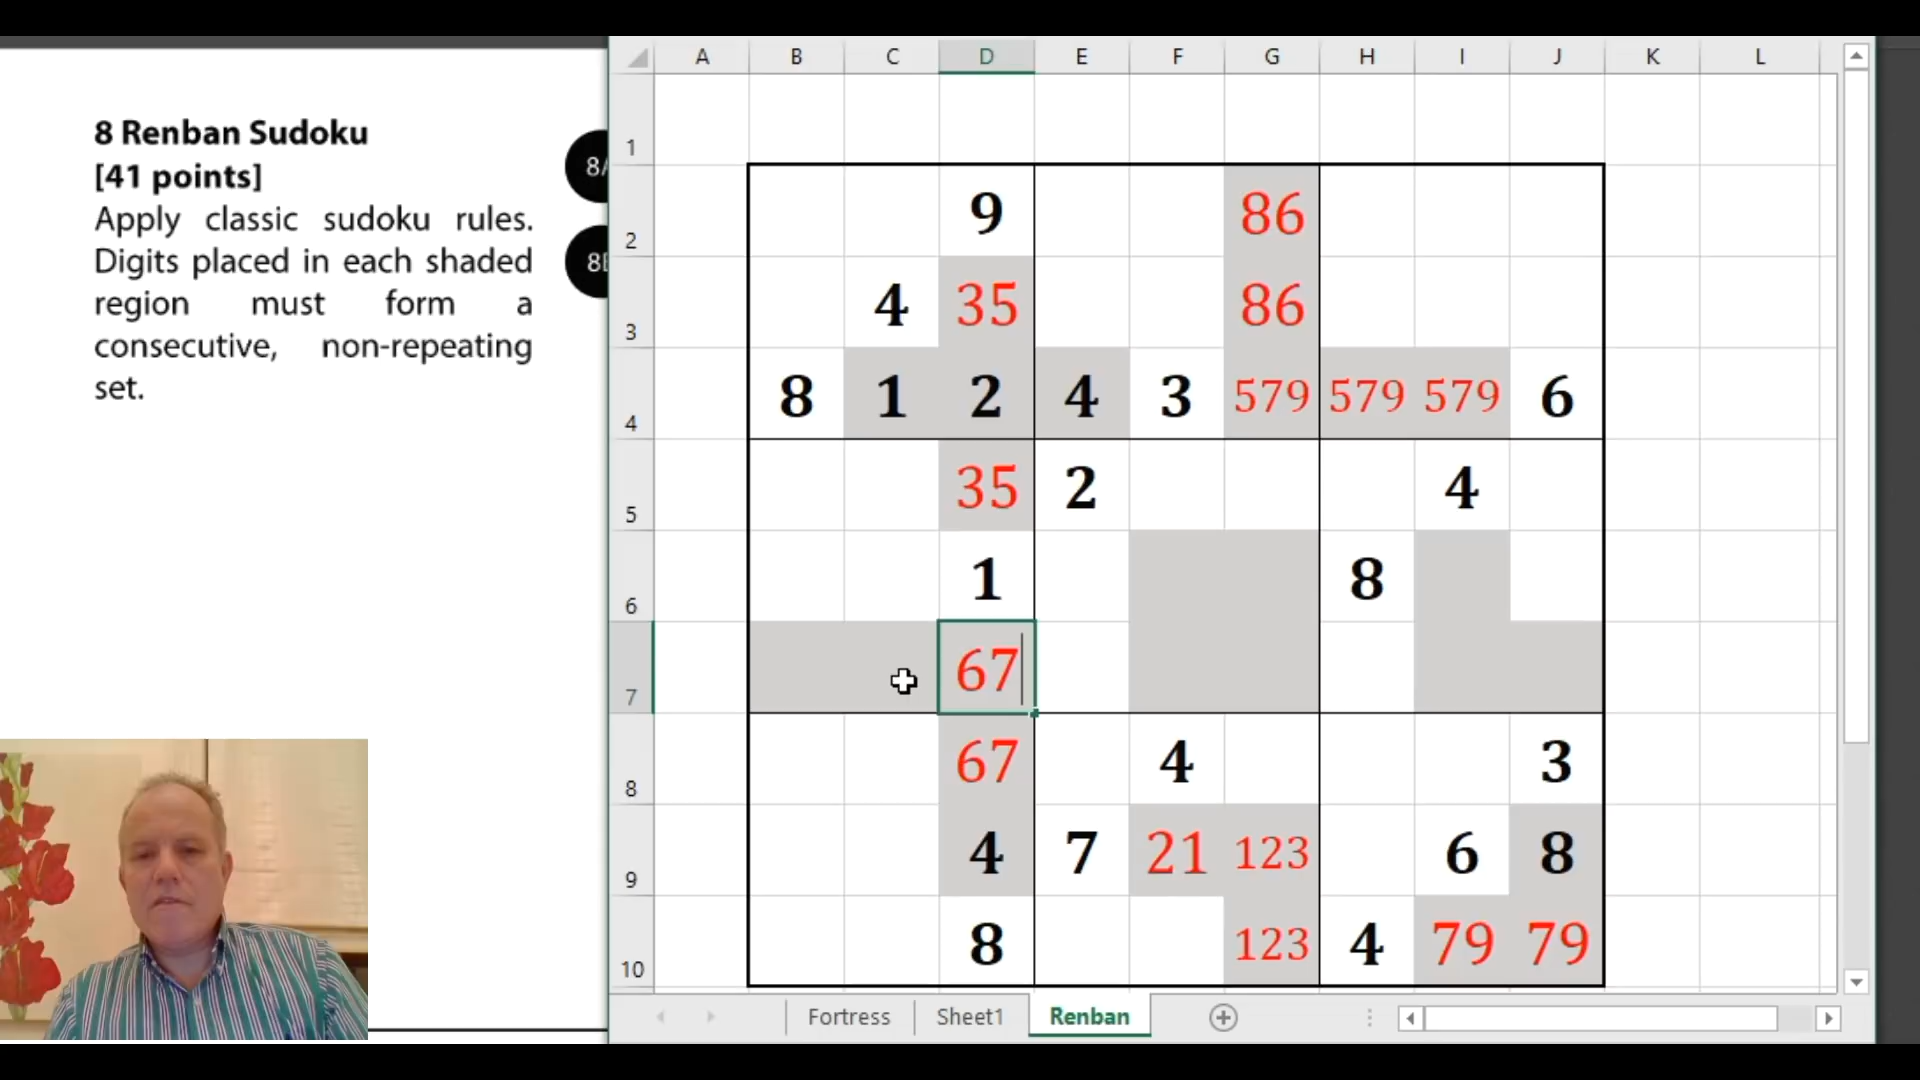 8 Renban Sudoku
[41 points]
Apply classic sudoku rules.
Digits placed in each shaded
region must form a
consecutive, non-repeating
set.
8
8
A B C D E F G H I J K L
1
2 9 86
3 4 35 86
4 8 1 2 4 3 579 579 579 6
5 35 2 4
6 1 8
7 67
8 67 4 3
9 4 7 21 123 6 8
10 8 123 4 79 79
Fortress Sheet1 Renban